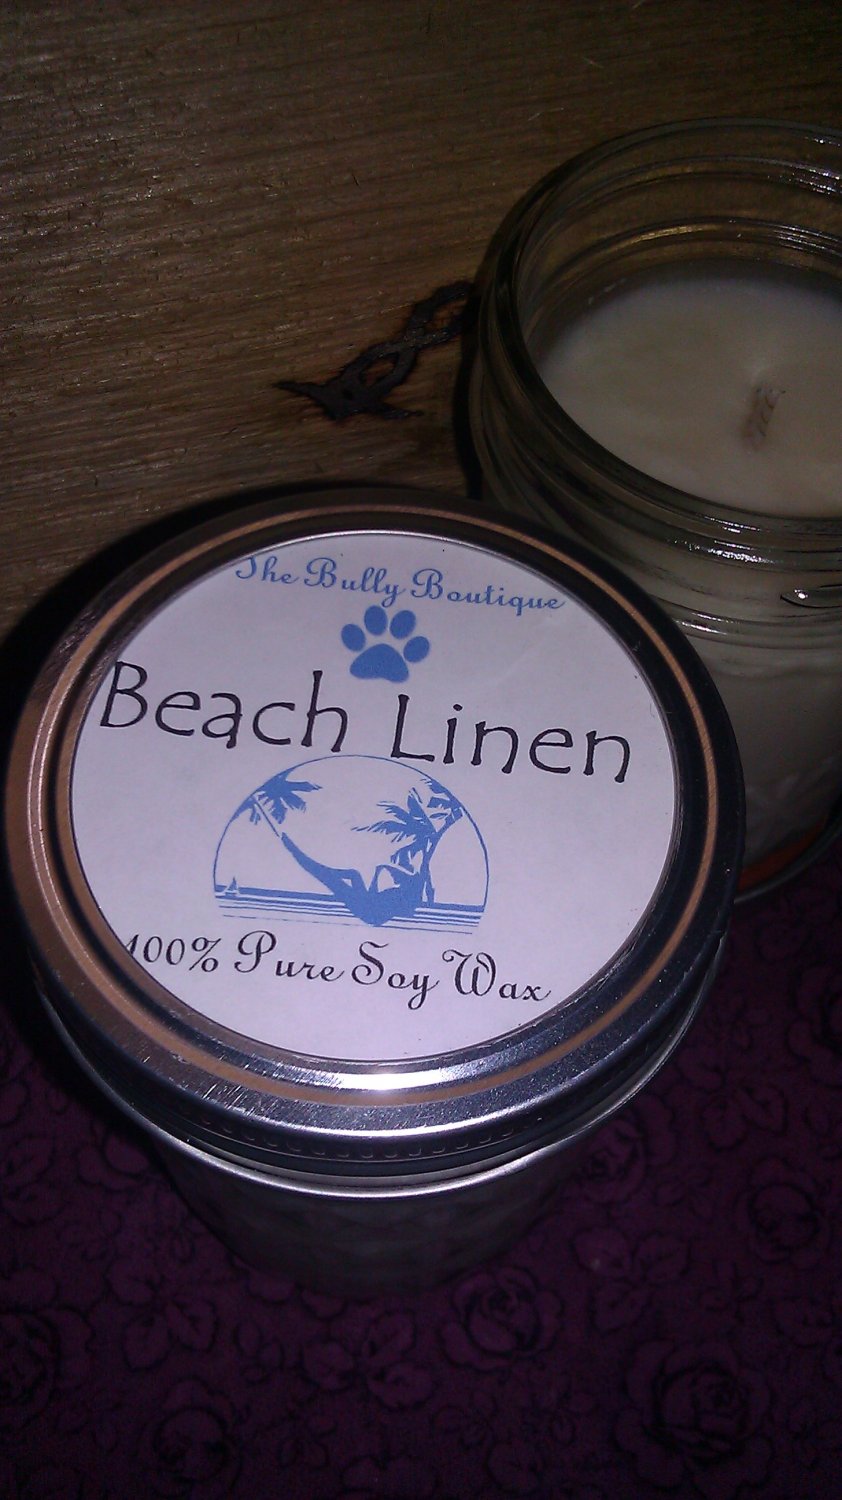 The Bully Boutique
Beach Linen
100% Pure Soy Wax